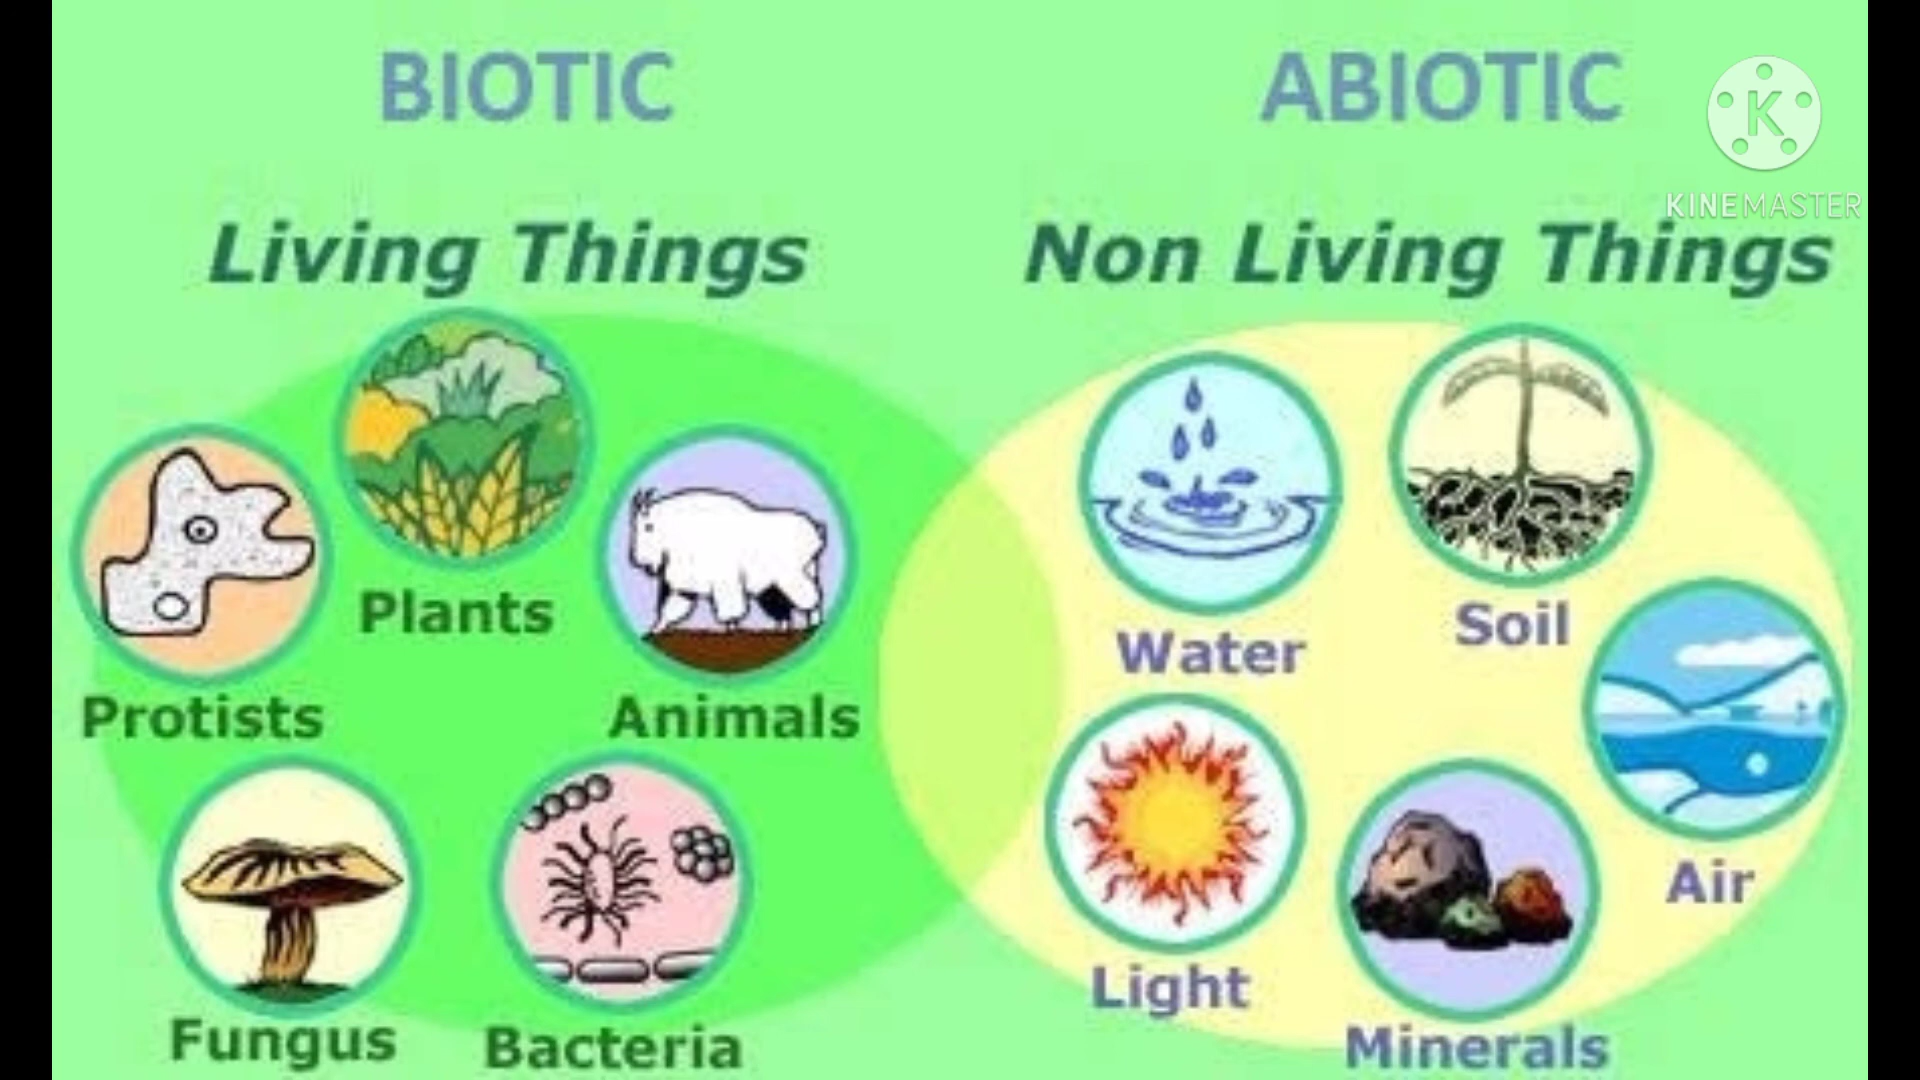 BIOTIC
ABIOTIC
K
KINEMASTER
Living Things
Non Living Things
Plants
Protists
Animals
Fungus
Bacteria
Water
Soil
Light
Air
Minerals